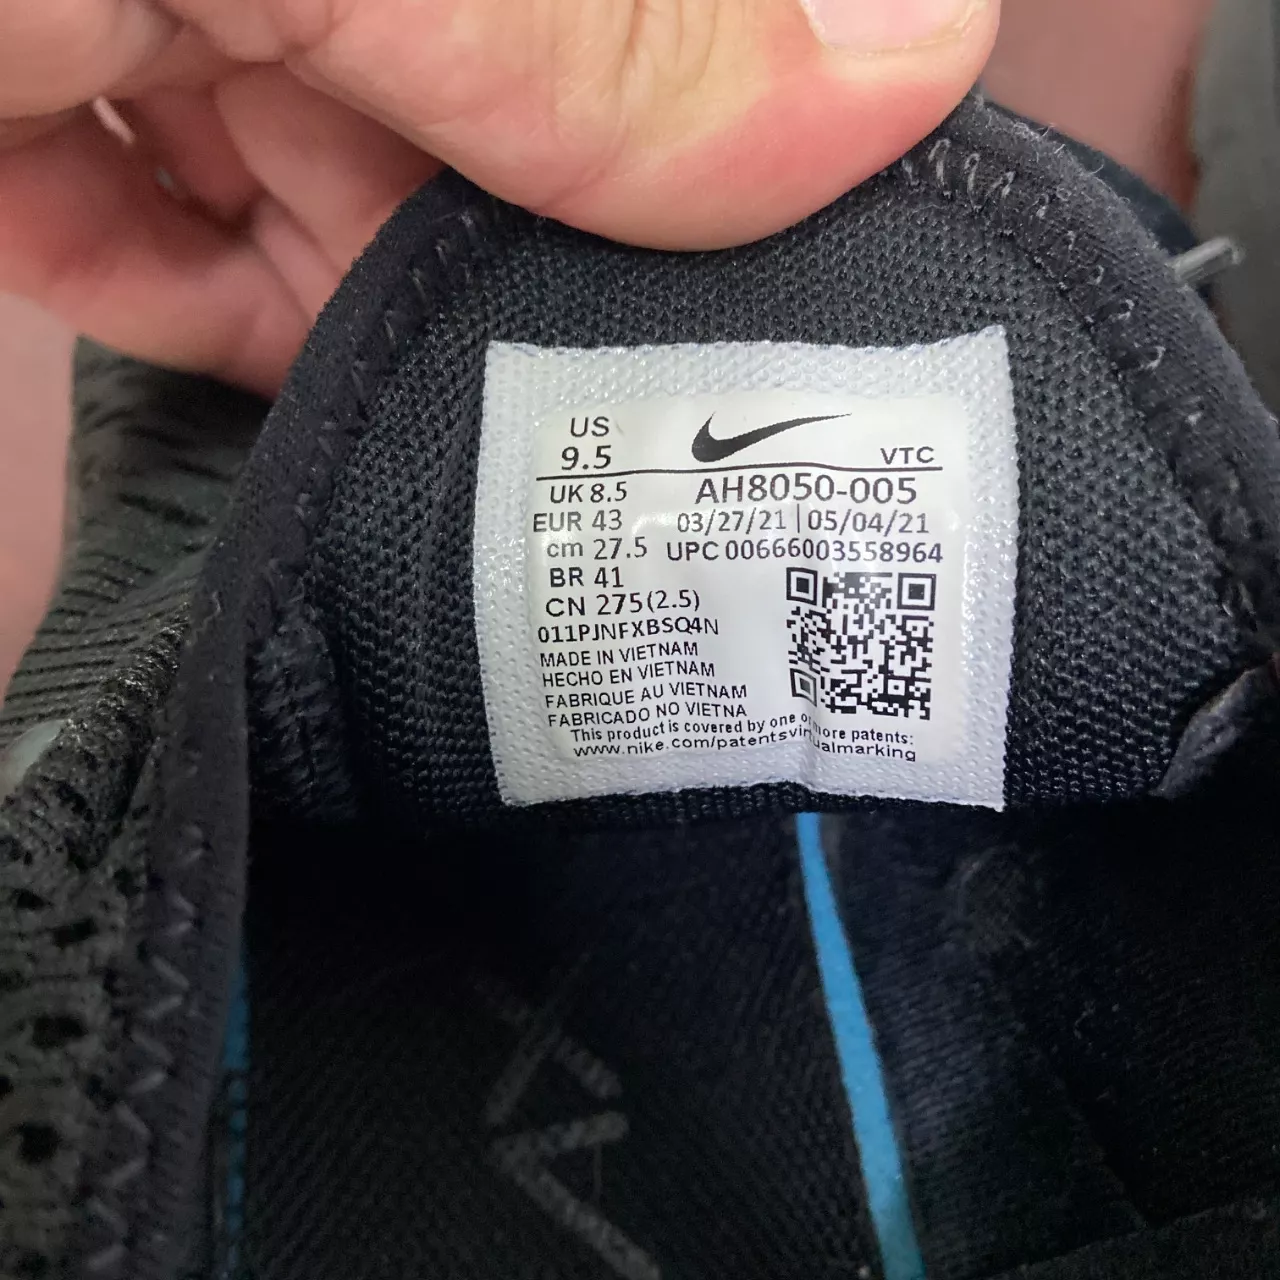 US
9.5
VTC
UK 8.5
AH8050-005
EUR 43
03/27/21 | 05/04/21
cm 27.5
UPC 00666003558964
BR 41
CN 275(2.5)
011PJNFXBSQ4N
MADE IN VIETNAM
HECHO EN VIETNAM
FABRIQUE AU VIETNAM
FABRICADO NO VIETNA
This product is covered by one or more patents:
www.nike.com/patentsvirtualmarking